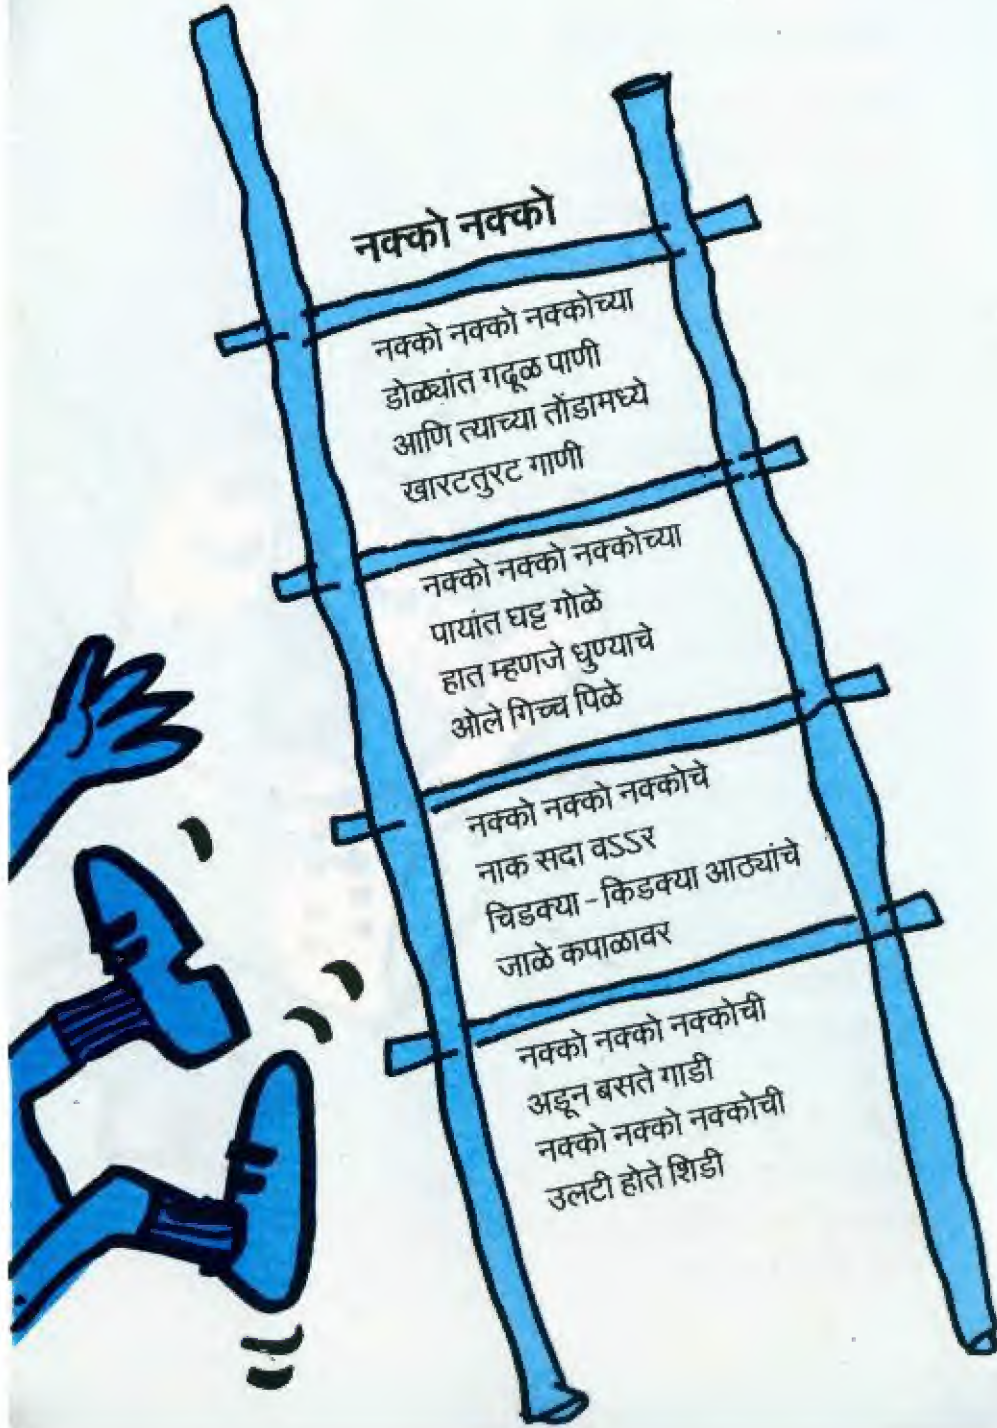 नक्को नक्को
नक्को नक्को नक्कोच्या
डोळ्यांत गदूळ पाणी
आणि त्याच्या तोंडामध्ये
खारटतुरट गाणी
नक्को नक्को नक्कोच्या
पायांत घट्ट गोळे
हात म्हणजे धुण्याचे
ओले गिच्च पिळे
नक्को नक्को नक्कोचे
नाक सदा वऽऽर
चिडक्या - किडक्या आठ्यांचे
जाळे कपाळावर
नक्को नक्को नक्कोची
अडून बसते गाडी
नक्को नक्को नक्कोची
उलटी होते शिडी